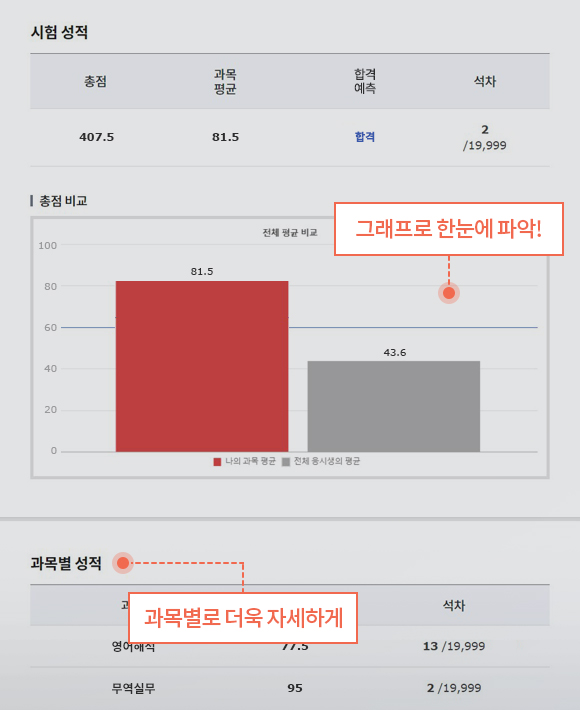 시험 성적
총점
과목
평균
합격
예측
석차
407.5
81.5
합격
2
/19,999
총점 비교
그래프로 한눈에 파악!
전체 평균 비교
100
80
60
40
20
0
81.5
43.6
나의 과목 평균
전체 응시생의 평균
과목별 성적
석차
과목별로 더욱 자세하게
영어해석 77.5 13 /19,999
무역실무 95 2 /19,999